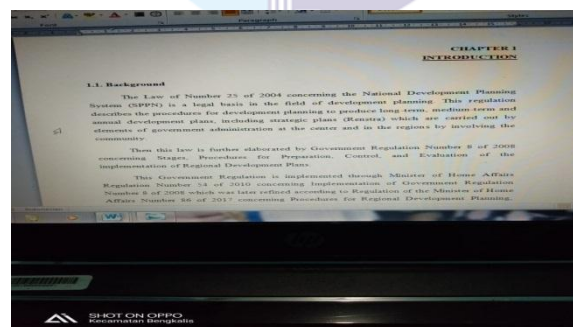 Font
Paragraph
Styles
CHAPTER I
INTRODUCTION
1.1. Background
The Law of Number 25 of 2004 concerning the National Development Planning
System (SPPN) is a legal basis in the field of development planning. This regulation
describes the procedures for development planning to produce long-term, medium-term and
annual development plans, including strategic plans (Renstra) which are carried out by
elements of government administration at the center and in the regions by involving the
community.
Then this law is further elaborated by Government Regulation Number 8 of 2008
concerning Stages, Procedures for Preparation, Control, and Evaluation of the
implementation of Regional Development Plans.
This Government Regulation is implemented through Minister of Home Affairs
Regulation Number 54 of 2010 concerning Implementation of Government Regulation
Number 8 of 2008 which was later refined according to Regulation of the Minister of Home
Affairs Number 86 of 2017 concerning Procedures for Regional Development Planning,
SHOT ON OPPO
Kecamatan Bengkalis